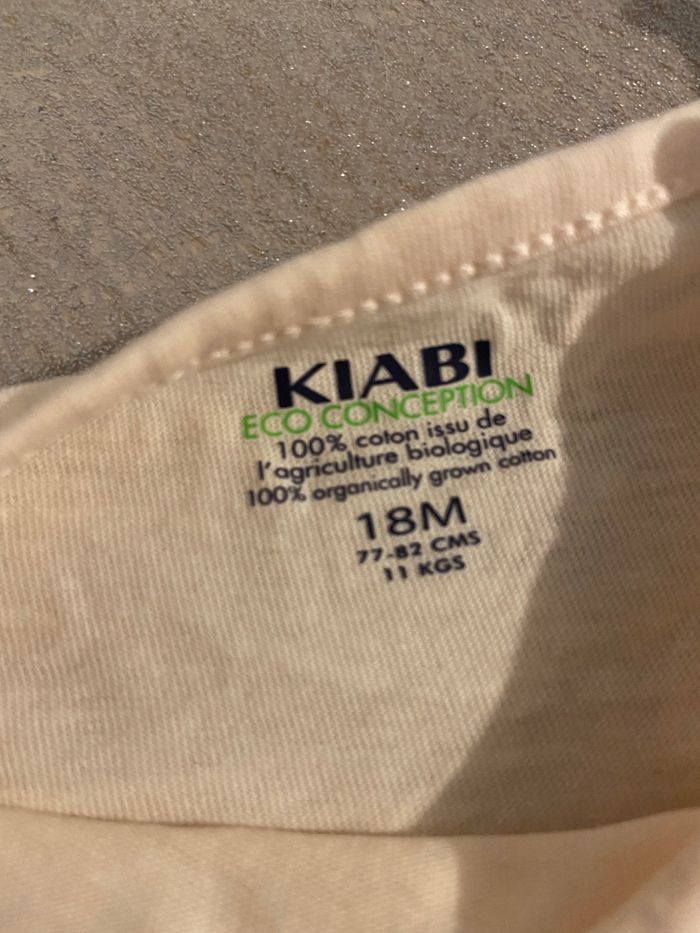 KIABI
ECO CONCEPTION
100% coton issu de
l'agriculture biologique
100% organically grown cotton
18M
77-82 CMS
11 KGS